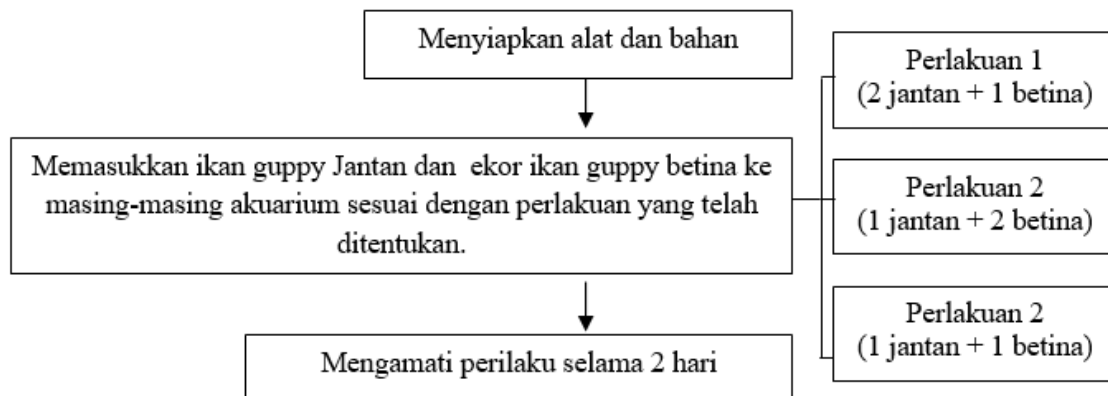 Menyiapkan alat dan bahan
Memasukkan ikan guppy Jantan dan ekor ikan guppy betina ke
masing-masing akuarium sesuai dengan perlakuan yang telah
ditentukan.
Mengamati perilaku selama 2 hari
Perlakuan 1
(2 jantan + 1 betina)
Perlakuan 2
(1 jantan + 2 betina)
Perlakuan 2
(1 jantan + 1 betina)